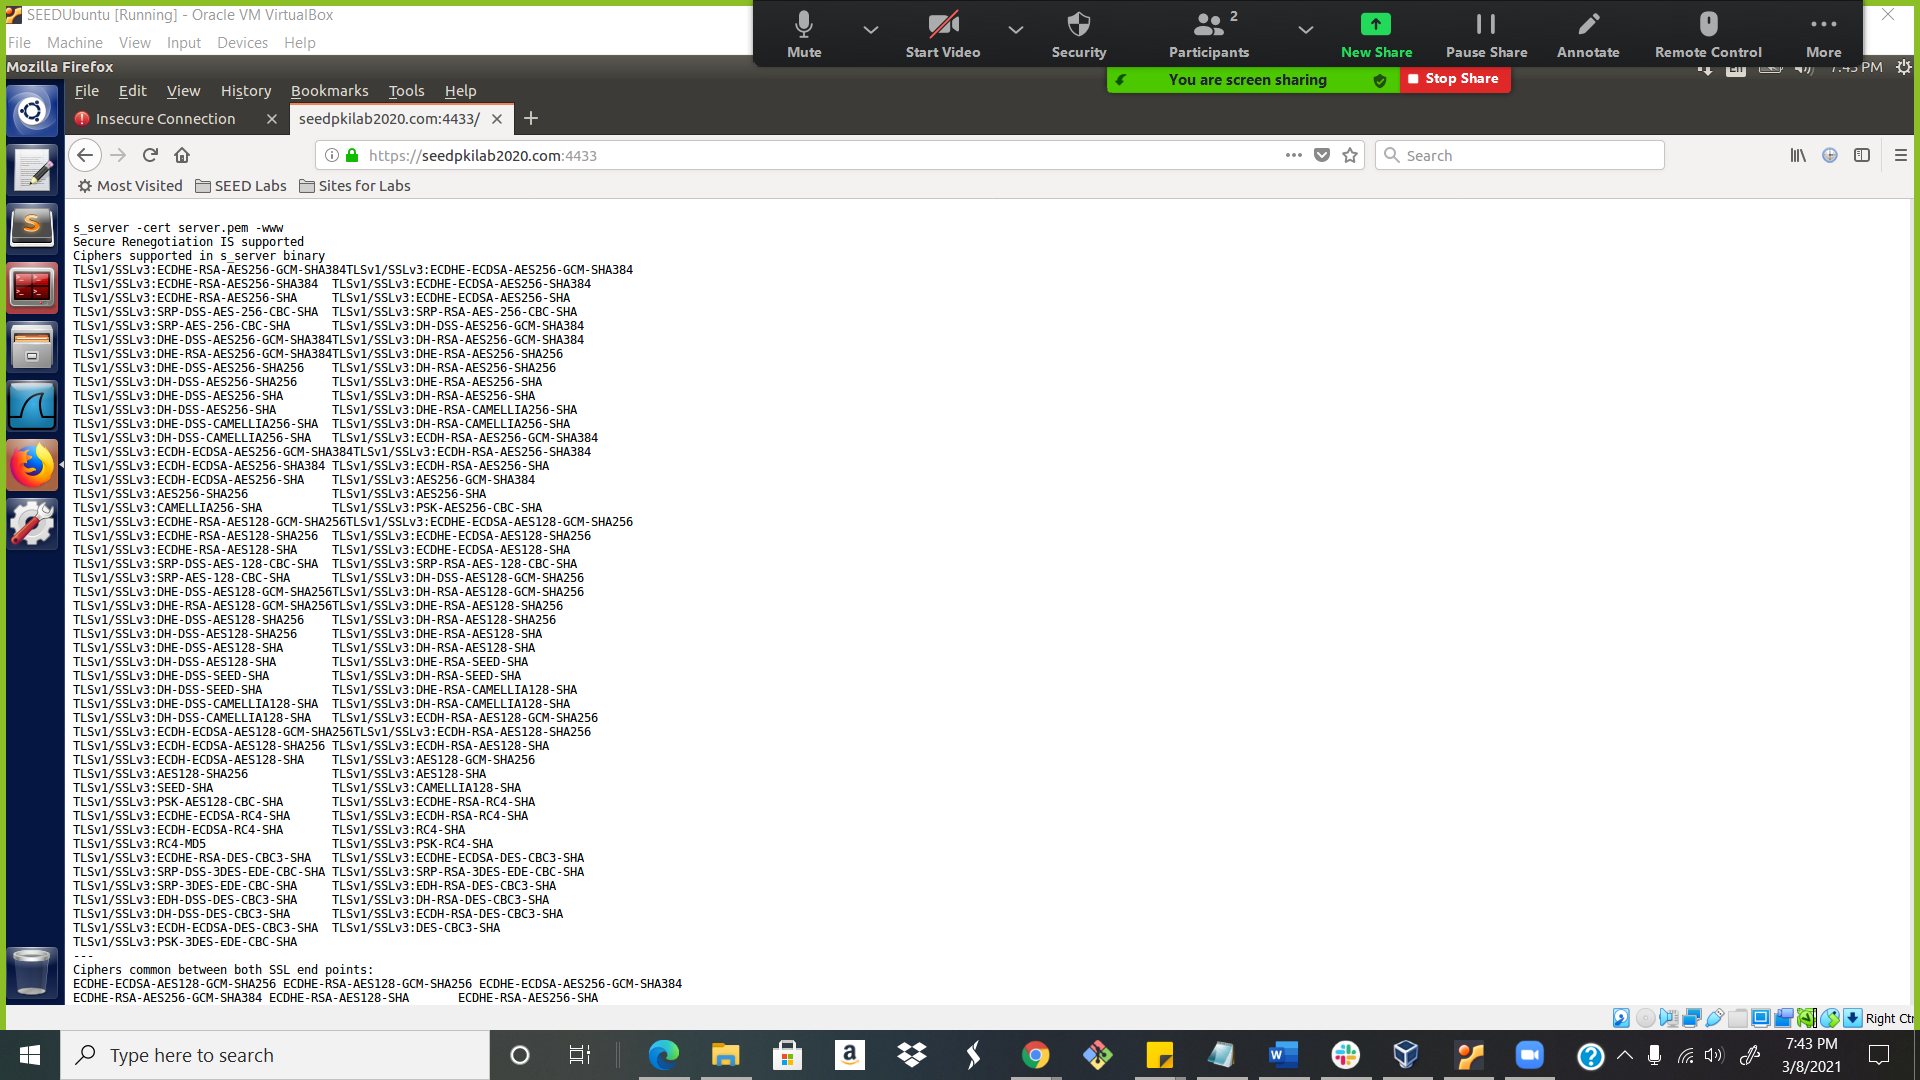 SEEDUbuntu [Running] - Oracle VM VirtualBox
File Machine View Input Devices Help
Mute Start Video Security Participants 2 New Share Pause Share Annotate Remote Control More
You are screen sharing Stop Share
Mozilla Firefox
7:43 PM
File Edit View History Bookmarks Tools Help
Insecure Connection seedpkilab2020.com:4433/
https://seedpkilab2020.com:4433 Search
Most Visited SEED Labs Sites for Labs
s_server -cert server.pem -www
Secure Renegotiation IS supported
Ciphers supported in s_server binary
TLSv1/SSLv3:ECDHE-RSA-AES256-GCM-SHA384TLSv1/SSLv3:ECDHE-ECDSA-AES256-GCM-SHA384
TLSv1/SSLv3:ECDHE-RSA-AES256-SHA384 TLSv1/SSLv3:ECDHE-ECDSA-AES256-SHA384
TLSv1/SSLv3:ECDHE-RSA-AES256-SHA TLSv1/SSLv3:ECDHE-ECDSA-AES256-SHA
TLSv1/SSLv3:SRP-DSS-AES-256-CBC-SHA TLSv1/SSLv3:SRP-RSA-AES-256-CBC-SHA
TLSv1/SSLv3:SRP-AES-256-CBC-SHA TLSv1/SSLv3:DH-DSS-AES256-GCM-SHA384
TLSv1/SSLv3:DHE-DSS-AES256-GCM-SHA384TLSv1/SSLv3:DH-RSA-AES256-GCM-SHA384
TLSv1/SSLv3:DHE-RSA-AES256-GCM-SHA384TLSv1/SSLv3:DHE-RSA-AES256-SHA256
TLSv1/SSLv3:DHE-DSS-AES256-SHA256 TLSv1/SSLv3:DH-RSA-AES256-SHA256
TLSv1/SSLv3:DH-DSS-AES256-SHA256 TLSv1/SSLv3:DHE-RSA-AES256-SHA
TLSv1/SSLv3:DHE-DSS-AES256-SHA TLSv1/SSLv3:DH-RSA-AES256-SHA
TLSv1/SSLv3:DH-DSS-AES256-SHA TLSv1/SSLv3:DHE-RSA-CAMELLIA256-SHA
TLSv1/SSLv3:DHE-DSS-CAMELLIA256-SHA TLSv1/SSLv3:DH-RSA-CAMELLIA256-SHA
TLSv1/SSLv3:DH-DSS-CAMELLIA256-SHA TLSv1/SSLv3:ECDH-RSA-AES256-GCM-SHA384
TLSv1/SSLv3:ECDH-ECDSA-AES256-GCM-SHA384TLSv1/SSLv3:ECDH-RSA-AES256-SHA384
TLSv1/SSLv3:ECDH-ECDSA-AES256-SHA384 TLSv1/SSLv3:ECDH-RSA-AES256-SHA
TLSv1/SSLv3:ECDH-ECDSA-AES256-SHA TLSv1/SSLv3:AES256-GCM-SHA384
TLSv1/SSLv3:AES256-SHA256 TLSv1/SSLv3:AES256-SHA
TLSv1/SSLv3:CAMELLIA256-SHA TLSv1/SSLv3:PSK-AES256-CBC-SHA
TLSv1/SSLv3:ECDHE-RSA-AES128-GCM-SHA256TLSv1/SSLv3:ECDHE-ECDSA-AES128-GCM-SHA256
TLSv1/SSLv3:ECDHE-RSA-AES128-SHA256 TLSv1/SSLv3:ECDHE-ECDSA-AES128-SHA256
TLSv1/SSLv3:ECDHE-RSA-AES128-SHA TLSv1/SSLv3:ECDHE-ECDSA-AES128-SHA
TLSv1/SSLv3:SRP-DSS-AES-128-CBC-SHA TLSv1/SSLv3:SRP-RSA-AES-128-CBC-SHA
TLSv1/SSLv3:SRP-AES-128-CBC-SHA TLSv1/SSLv3:DH-DSS-AES128-GCM-SHA256
TLSv1/SSLv3:DHE-DSS-AES128-GCM-SHA256TLSv1/SSLv3:DH-RSA-AES128-GCM-SHA256
TLSv1/SSLv3:DHE-RSA-AES128-GCM-SHA256TLSv1/SSLv3:DHE-RSA-AES128-SHA256
TLSv1/SSLv3:DHE-DSS-AES128-SHA256 TLSv1/SSLv3:DH-RSA-AES128-SHA256
TLSv1/SSLv3:DH-DSS-AES128-SHA256 TLSv1/SSLv3:DHE-RSA-AES128-SHA
TLSv1/SSLv3:DHE-DSS-AES128-SHA TLSv1/SSLv3:DH-RSA-AES128-SHA
TLSv1/SSLv3:DH-DSS-AES128-SHA TLSv1/SSLv3:DHE-RSA-SEED-SHA
TLSv1/SSLv3:DHE-DSS-SEED-SHA TLSv1/SSLv3:DH-RSA-SEED-SHA
TLSv1/SSLv3:DH-DSS-SEED-SHA TLSv1/SSLv3:DHE-RSA-CAMELLIA128-SHA
TLSv1/SSLv3:DHE-DSS-CAMELLIA128-SHA TLSv1/SSLv3:DH-RSA-CAMELLIA128-SHA
TLSv1/SSLv3:DH-DSS-CAMELLIA128-SHA TLSv1/SSLv3:ECDH-RSA-AES128-GCM-SHA256
TLSv1/SSLv3:ECDH-ECDSA-AES128-GCM-SHA256TLSv1/SSLv3:ECDH-RSA-AES128-SHA256
TLSv1/SSLv3:ECDH-ECDSA-AES128-SHA256 TLSv1/SSLv3:ECDH-RSA-AES128-SHA
TLSv1/SSLv3:ECDH-ECDSA-AES128-SHA TLSv1/SSLv3:AES128-GCM-SHA256
TLSv1/SSLv3:AES128-SHA256 TLSv1/SSLv3:AES128-SHA
TLSv1/SSLv3:SEED-SHA TLSv1/SSLv3:CAMELLIA128-SHA
TLSv1/SSLv3:PSK-AES128-CBC-SHA TLSv1/SSLv3:ECDHE-RSA-RC4-SHA
TLSv1/SSLv3:ECDHE-ECDSA-RC4-SHA TLSv1/SSLv3:ECDH-RSA-RC4-SHA
TLSv1/SSLv3:ECDH-ECDSA-RC4-SHA TLSv1/SSLv3:RC4-SHA
TLSv1/SSLv3:RC4-MD5 TLSv1/SSLv3:PSK-RC4-SHA
TLSv1/SSLv3:ECDHE-RSA-DES-CBC3-SHA TLSv1/SSLv3:ECDHE-ECDSA-DES-CBC3-SHA
TLSv1/SSLv3:SRP-DSS-3DES-EDE-CBC-SHA TLSv1/SSLv3:SRP-RSA-3DES-EDE-CBC-SHA
TLSv1/SSLv3:SRP-3DES-EDE-CBC-SHA TLSv1/SSLv3:EDH-RSA-DES-CBC3-SHA
TLSv1/SSLv3:EDH-DSS-DES-CBC3-SHA TLSv1/SSLv3:DH-RSA-DES-CBC3-SHA
TLSv1/SSLv3:DH-DSS-DES-CBC3-SHA TLSv1/SSLv3:ECDH-RSA-DES-CBC3-SHA
TLSv1/SSLv3:ECDH-ECDSA-DES-CBC3-SHA TLSv1/SSLv3:DES-CBC3-SHA
TLSv1/SSLv3:PSK-3DES-EDE-CBC-SHA
---
Ciphers common between both SSL end points:
ECDHE-ECDSA-AES128-GCM-SHA256 ECDHE-RSA-AES128-GCM-SHA256 ECDHE-ECDSA-AES256-GCM-SHA384
ECDHE-RSA-AES256-GCM-SHA384 ECDHE-RSA-AES128-SHA ECDHE-RSA-AES256-SHA
Right Ctr
Type here to search
7:43 PM
3/8/2021